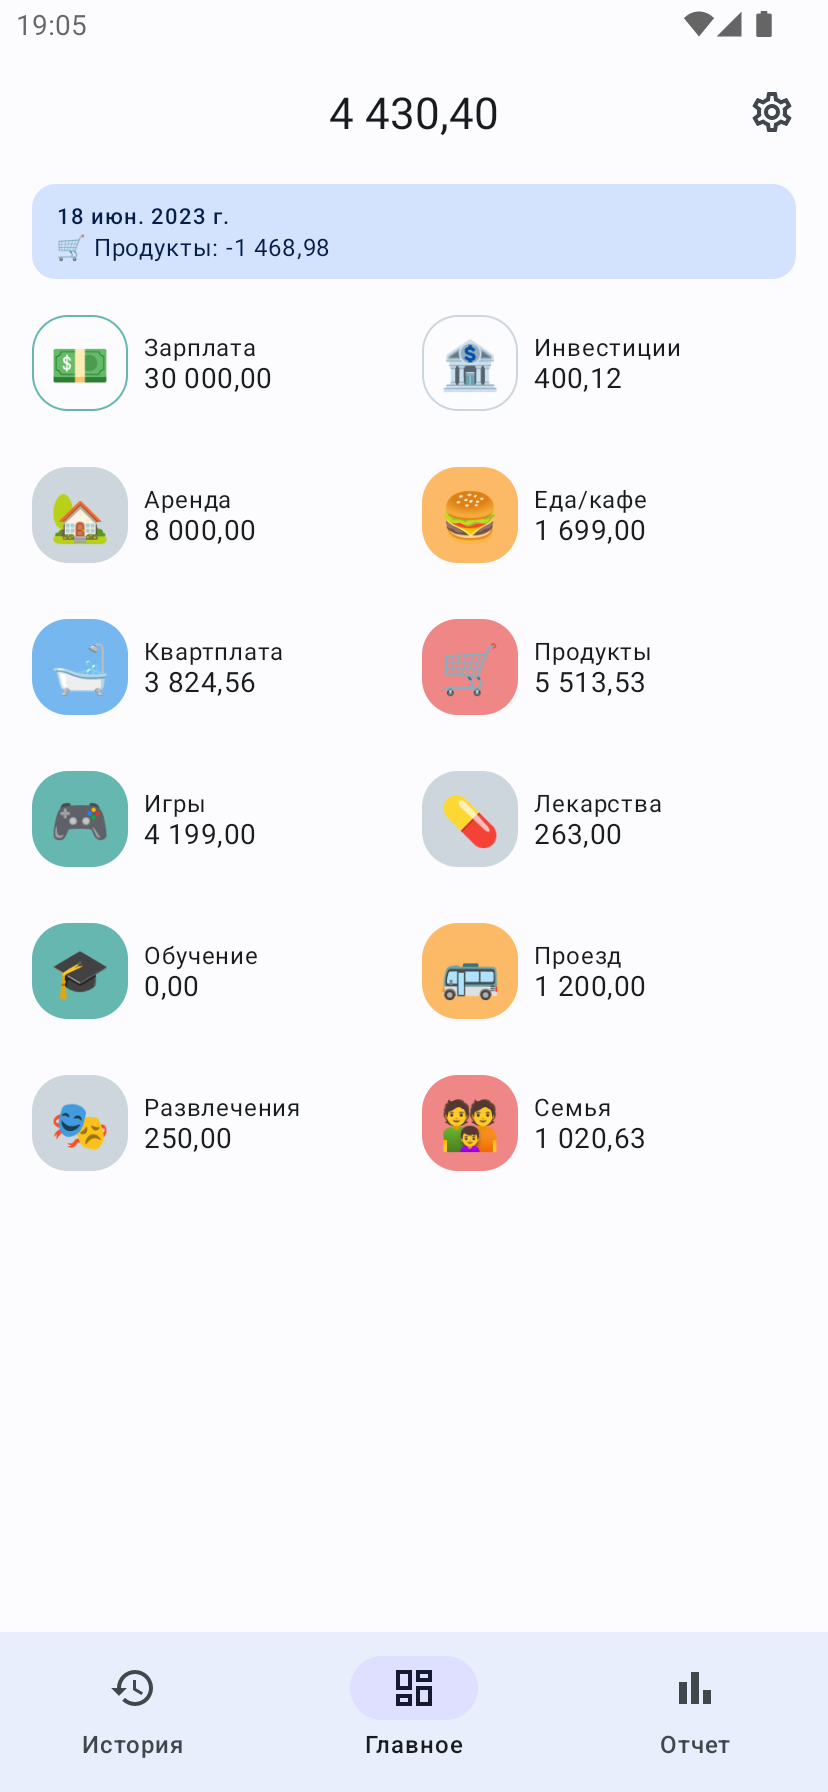 19:05
4 430,40
18 июн. 2023 г.
🛒 Продукты: -1 468,98
Зарплата
30 000,00
Инвестиции
400,12
Аренда
8 000,00
Еда/кафе
1 699,00
Квартплата
3 824,56
Продукты
5 513,53
Игры
4 199,00
Лекарства
263,00
Обучение
0,00
Проезд
1 200,00
Развлечения
250,00
Семья
1 020,63
История
Главное
Отчет